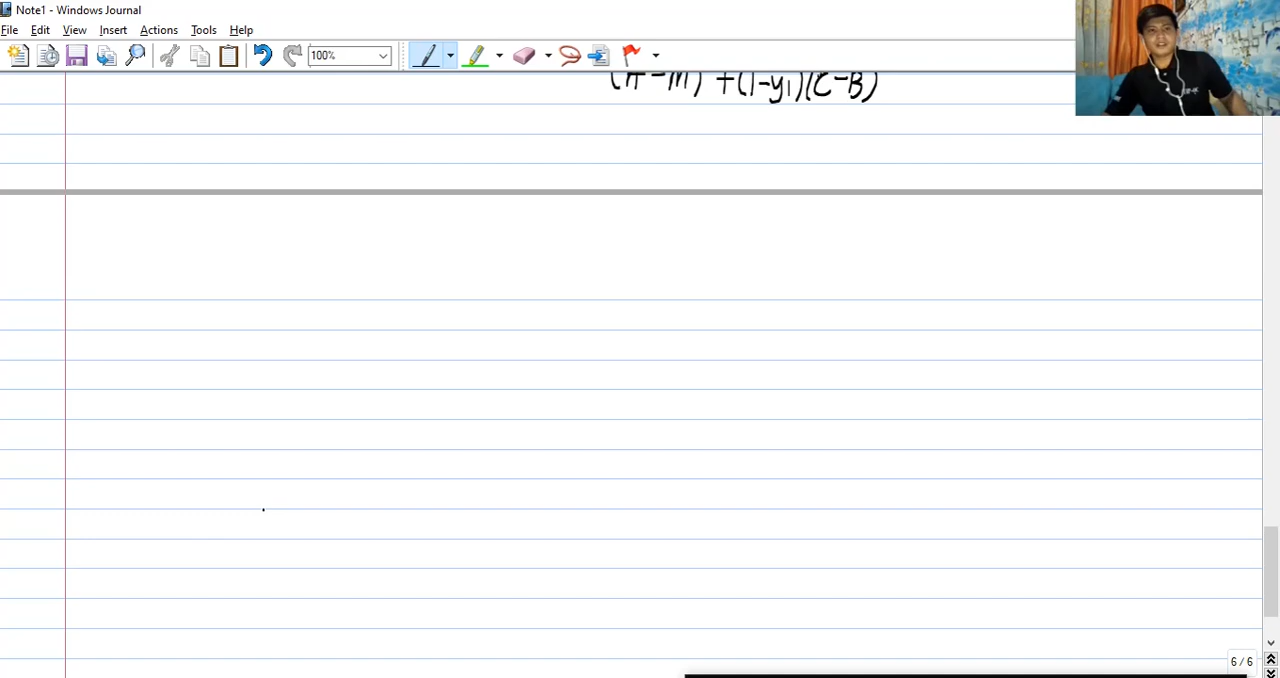 Note1 - Windows Journal
File Edit View Insert Actions Tools Help
100%
(A-M) +(1-y1)(C-B)
6 / 6